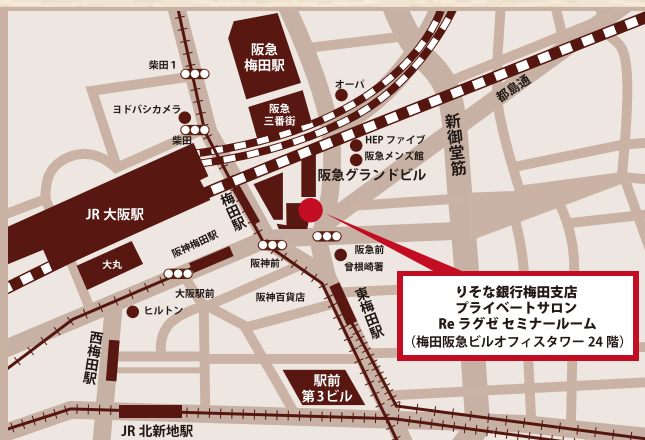 阪急
梅田駅
柴田1
オーパ
都島通
ヨドバシカメラ
阪急
三番街
柴田
HEP ファイブ
阪急メンズ館
新御堂筋
阪急グランドビル
梅田駅
JR 大阪駅
阪神梅田駅
阪急前
大丸
阪神前
曽根崎署
大阪駅前
阪神百貨店
ヒルトン
東梅田駅
りそな銀行梅田支店
プライベートサロン
Re ラグゼ セミナールーム
（梅田阪急ビルオフィスタワー 24 階）
西梅田駅
駅前
第3ビル
JR 北新地駅